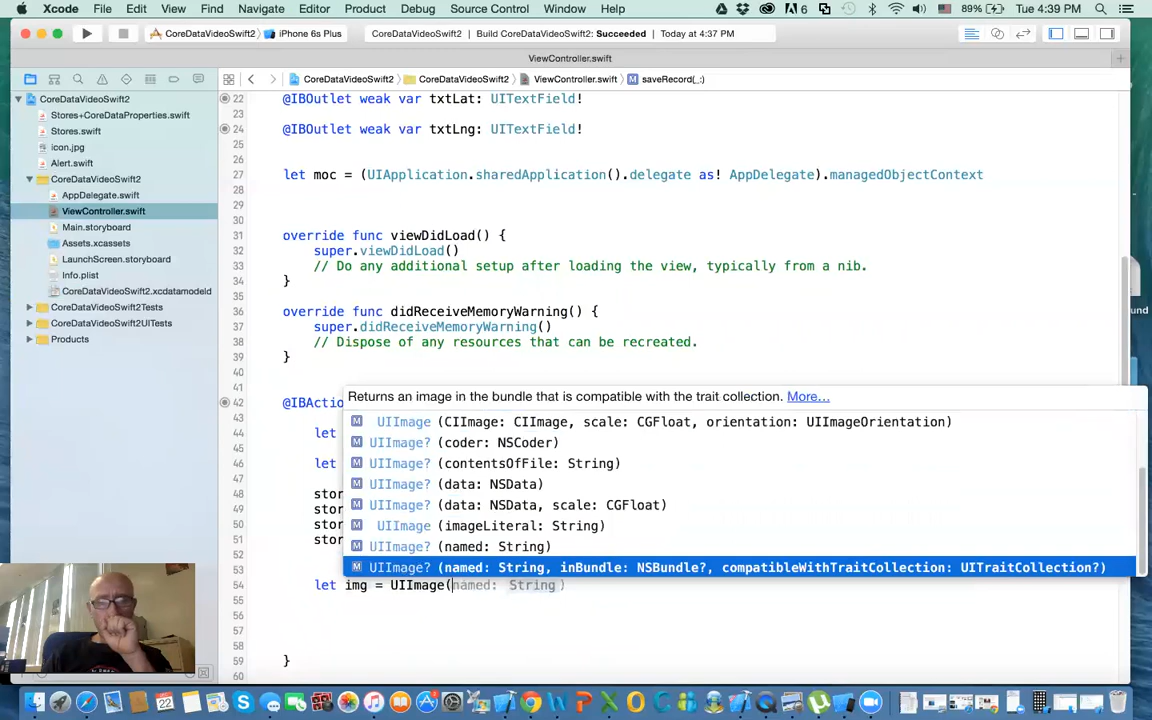 Xcode File Edit View Find Navigate Editor Product Debug Source Control Window Help 6 89% Tue 4:39 PM
CoreDataVideoSwift2 iPhone 6s Plus CoreDataVideoSwift2 | Build CoreDataVideoSwift2: Succeeded | Today at 4:37 PM
ViewController.swift
CoreDataVideoSwift2 CoreDataVideoSwift2 ViewController.swift M saveRecord(_:)
CoreDataVideoSwift2
Stores+CoreDataProperties.swift
Stores.swift
icon.jpg
Alert.swift
CoreDataVideoSwift2
AppDelegate.swift
ViewController.swift
Main.storyboard
Assets.xcassets
LaunchScreen.storyboard
Info.plist
CoreDataVideoSwift2.xcdatamodeld
CoreDataVideoSwift2Tests
CoreDataVideoSwift2UITests
Products
22 @IBOutlet weak var txtLat: UITextField!
23
24 @IBOutlet weak var txtLng: UITextField!
25
26
27 let moc = (UIApplication.sharedApplication().delegate as! AppDelegate).managedObjectContext
28
29
30
31 override func viewDidLoad() {
32 super.viewDidLoad()
33 // Do any additional setup after loading the view, typically from a nib.
34 }
35
36 override func didReceiveMemoryWarning() {
37 super.didReceiveMemoryWarning()
38 // Dispose of any resources that can be recreated.
39 }
40
41
42 @IBActio
43
44 let
45
46 let
47
48 stor
49 stor
50 stor
51 stor
52
53
54 let img = UIImage(named: String)
55
56
57
58
59 }
60
Returns an image in the bundle that is compatible with the trait collection. More…
M UIImage (CIImage: CIImage, scale: CGFloat, orientation: UIImageOrientation)
M UIImage? (coder: NSCoder)
M UIImage? (contentsOfFile: String)
M UIImage? (data: NSData)
M UIImage? (data: NSData, scale: CGFloat)
M UIImage (imageLiteral: String)
M UIImage? (named: String)
M UIImage? (named: String, inBundle: NSBundle?, compatibleWithTraitCollection: UITraitCollection?)
und
22